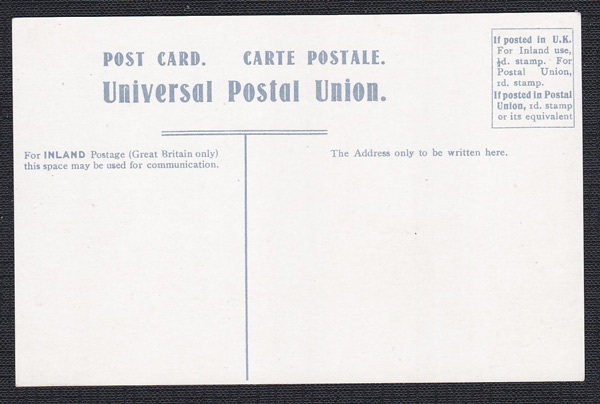 POST CARD. CARTE POSTALE.
Universal Postal Union.
If posted in U.K.
For Inland use,
½d. stamp. For
Postal Union,
1d. stamp.
If posted in Postal
Union, 1d. stamp
or its equivalent
For INLAND Postage (Great Britain only)
this space may be used for communication.
The Address only to be written here.